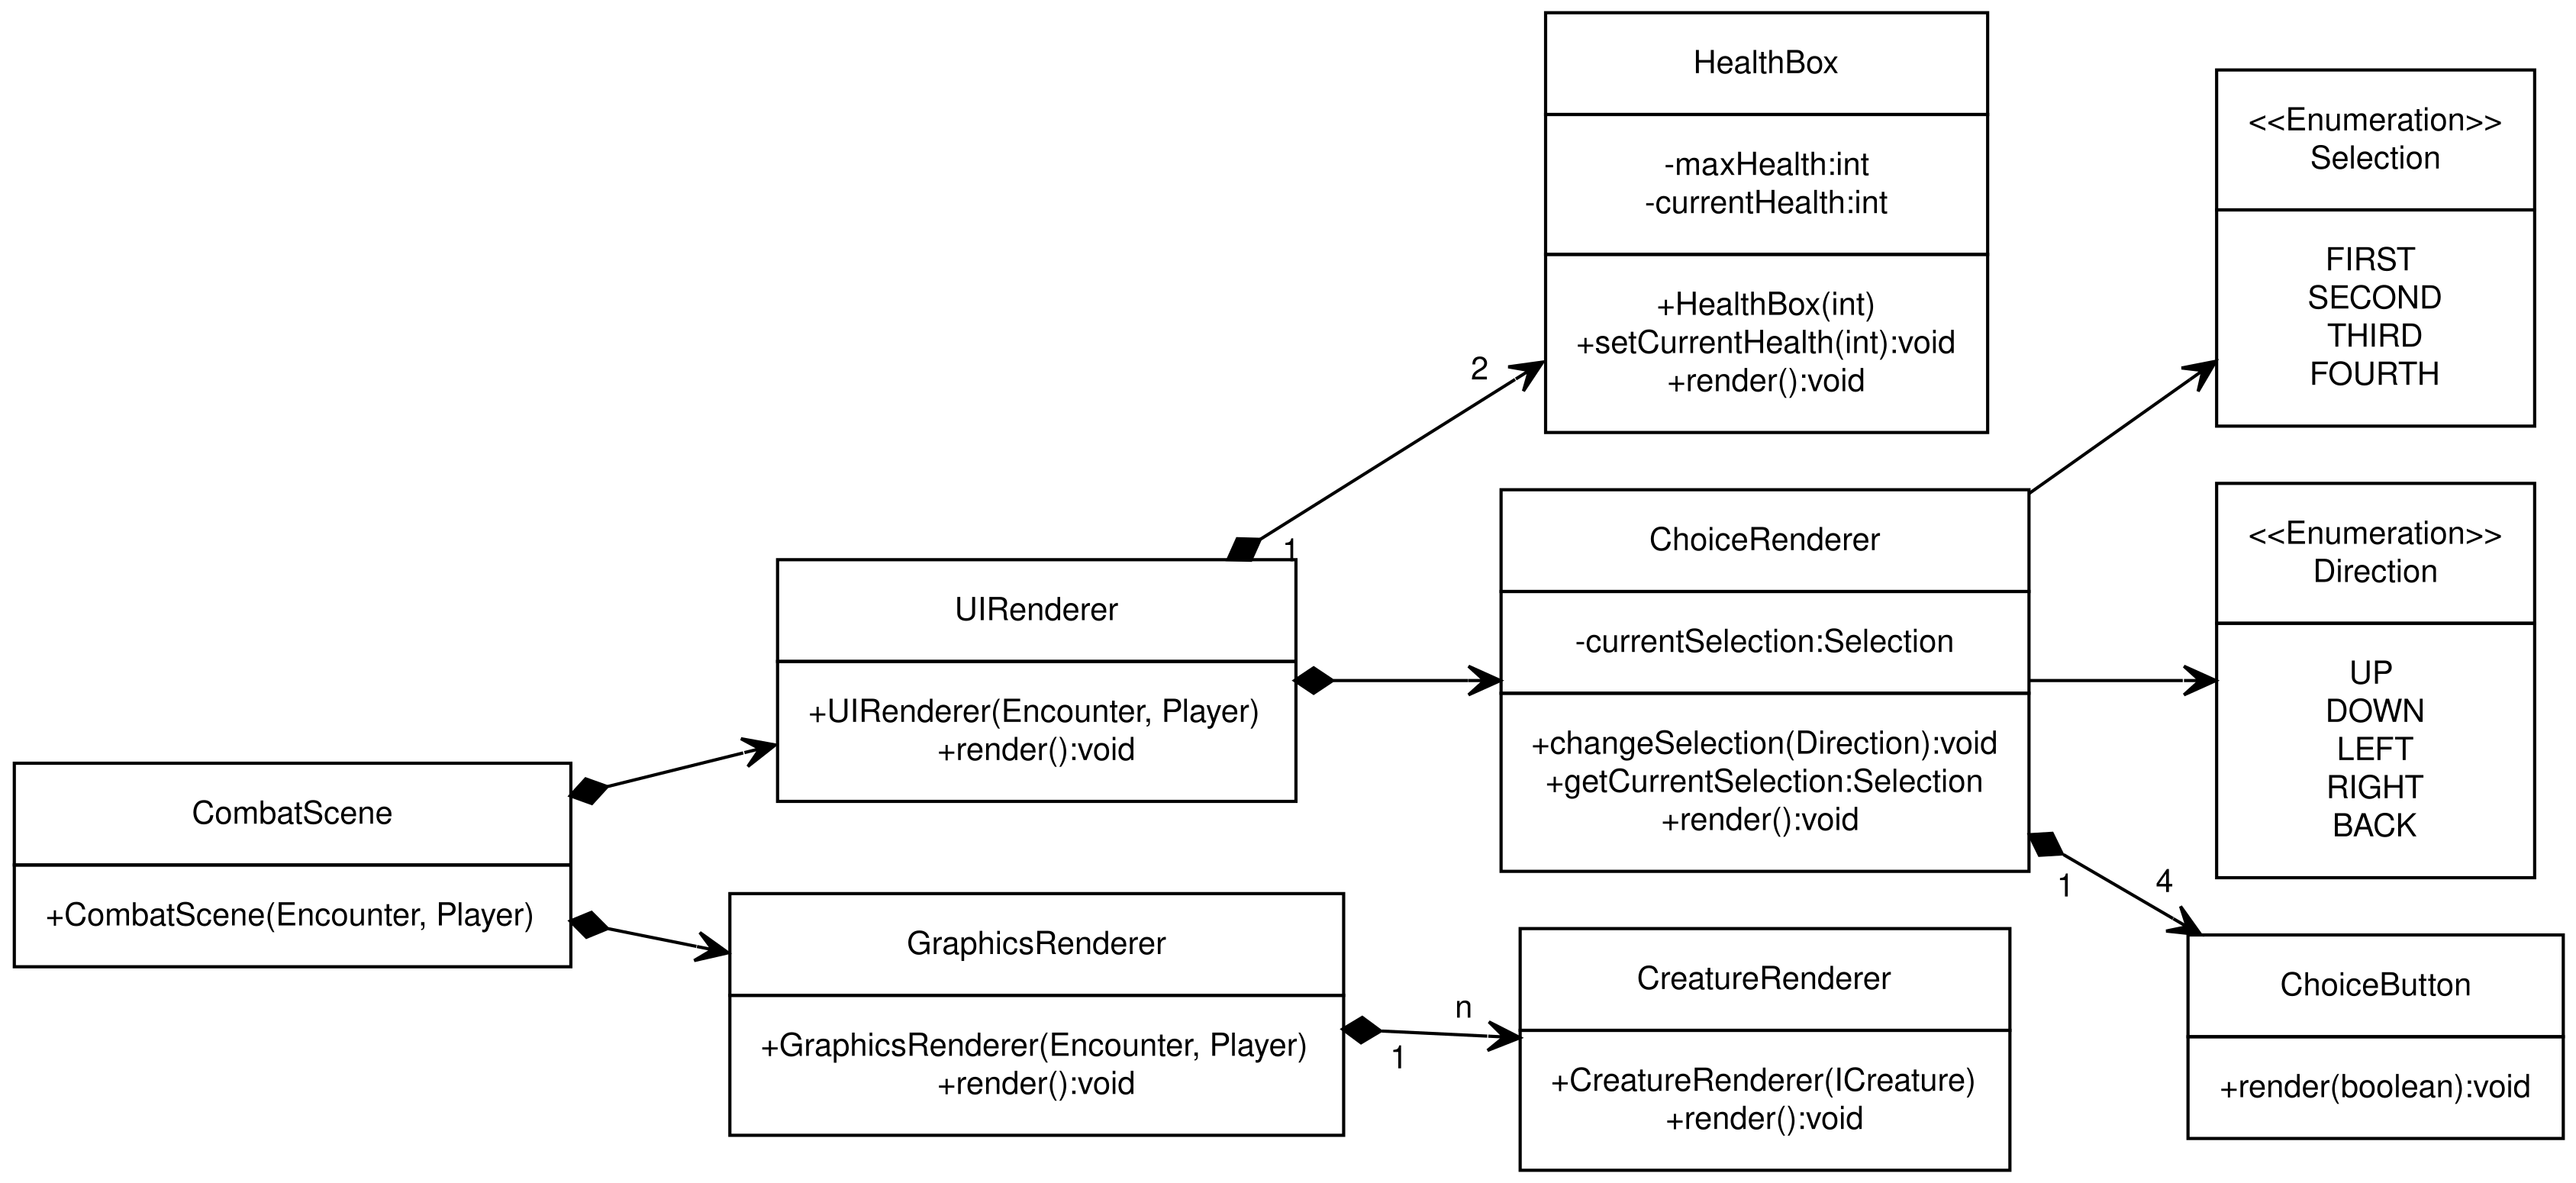 HealthBox
-maxHealth:int
-currentHealth:int
+HealthBox(int)
+setCurrentHealth(int):void
+render():void
<<Enumeration>>
Selection
FIRST
SECOND
THIRD
FOURTH
2
1
UIRenderer
+UIRenderer(Encounter, Player)
+render():void
ChoiceRenderer
-currentSelection:Selection
+changeSelection(Direction):void
+getCurrentSelection:Selection
+render():void
<<Enumeration>>
Direction
UP
DOWN
LEFT
RIGHT
BACK
CombatScene
+CombatScene(Encounter, Player)
GraphicsRenderer
+GraphicsRenderer(Encounter, Player)
+render():void
n
1
CreatureRenderer
+CreatureRenderer(ICreature)
+render():void
1
4
ChoiceButton
+render(boolean):void